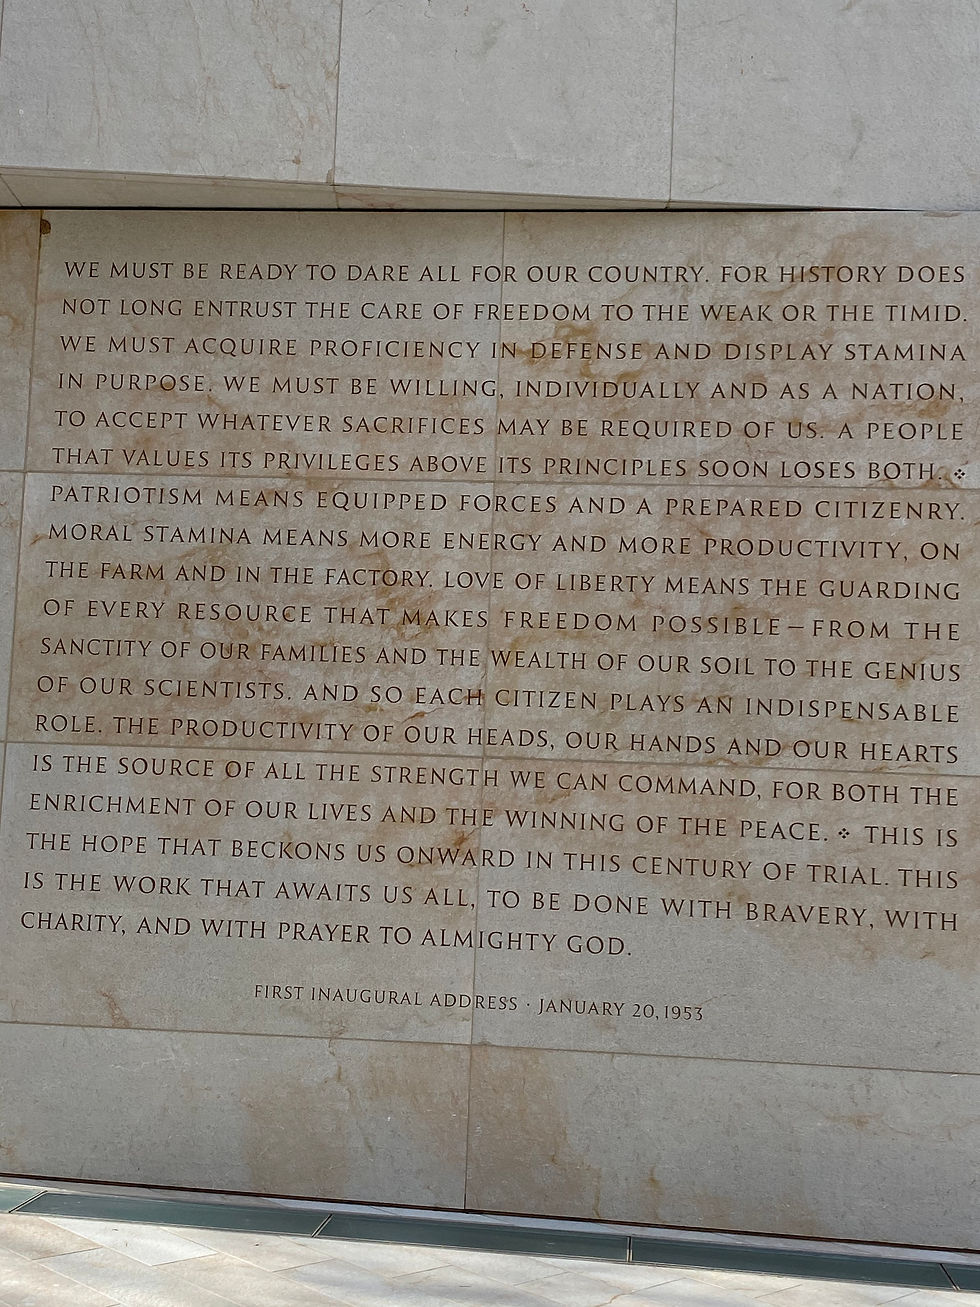 WE MUST BE READY TO DARE ALL FOR OUR COUNTRY. FOR HISTORY DOES
NOT LONG ENTRUST THE CARE OF FREEDOM TO THE WEAK OR THE TIMID.
WE MUST ACQUIRE PROFICIENCY IN DEFENSE AND DISPLAY STAMINA
IN PURPOSE. WE MUST BE WILLING, INDIVIDUALLY AND AS A NATION,
TO ACCEPT WHATEVER SACRIFICES MAY BE REQUIRED OF US. A PEOPLE
THAT VALUES ITS PRIVILEGES ABOVE ITS PRINCIPLES SOON LOSES BOTH. ⁘
PATRIOTISM MEANS EQUIPPED FORCES AND A PREPARED CITIZENRY.
MORAL STAMINA MEANS MORE ENERGY AND MORE PRODUCTIVITY, ON
THE FARM AND IN THE FACTORY. LOVE OF LIBERTY MEANS THE GUARDING
OF EVERY RESOURCE THAT MAKES FREEDOM POSSIBLE—FROM THE
SANCTITY OF OUR FAMILIES AND THE WEALTH OF OUR SOIL TO THE GENIUS
OF OUR SCIENTISTS. AND SO EACH CITIZEN PLAYS AN INDISPENSABLE
ROLE. THE PRODUCTIVITY OF OUR HEADS, OUR HANDS AND OUR HEARTS
IS THE SOURCE OF ALL THE STRENGTH WE CAN COMMAND, FOR BOTH THE
ENRICHMENT OF OUR LIVES AND THE WINNING OF THE PEACE. ⁘ THIS IS
THE HOPE THAT BECKONS US ONWARD IN THIS CENTURY OF TRIAL. THIS
IS THE WORK THAT AWAITS US ALL, TO BE DONE WITH BRAVERY, WITH
CHARITY, AND WITH PRAYER TO ALMIGHTY GOD.
FIRST INAUGURAL ADDRESS · JANUARY 20, 1953